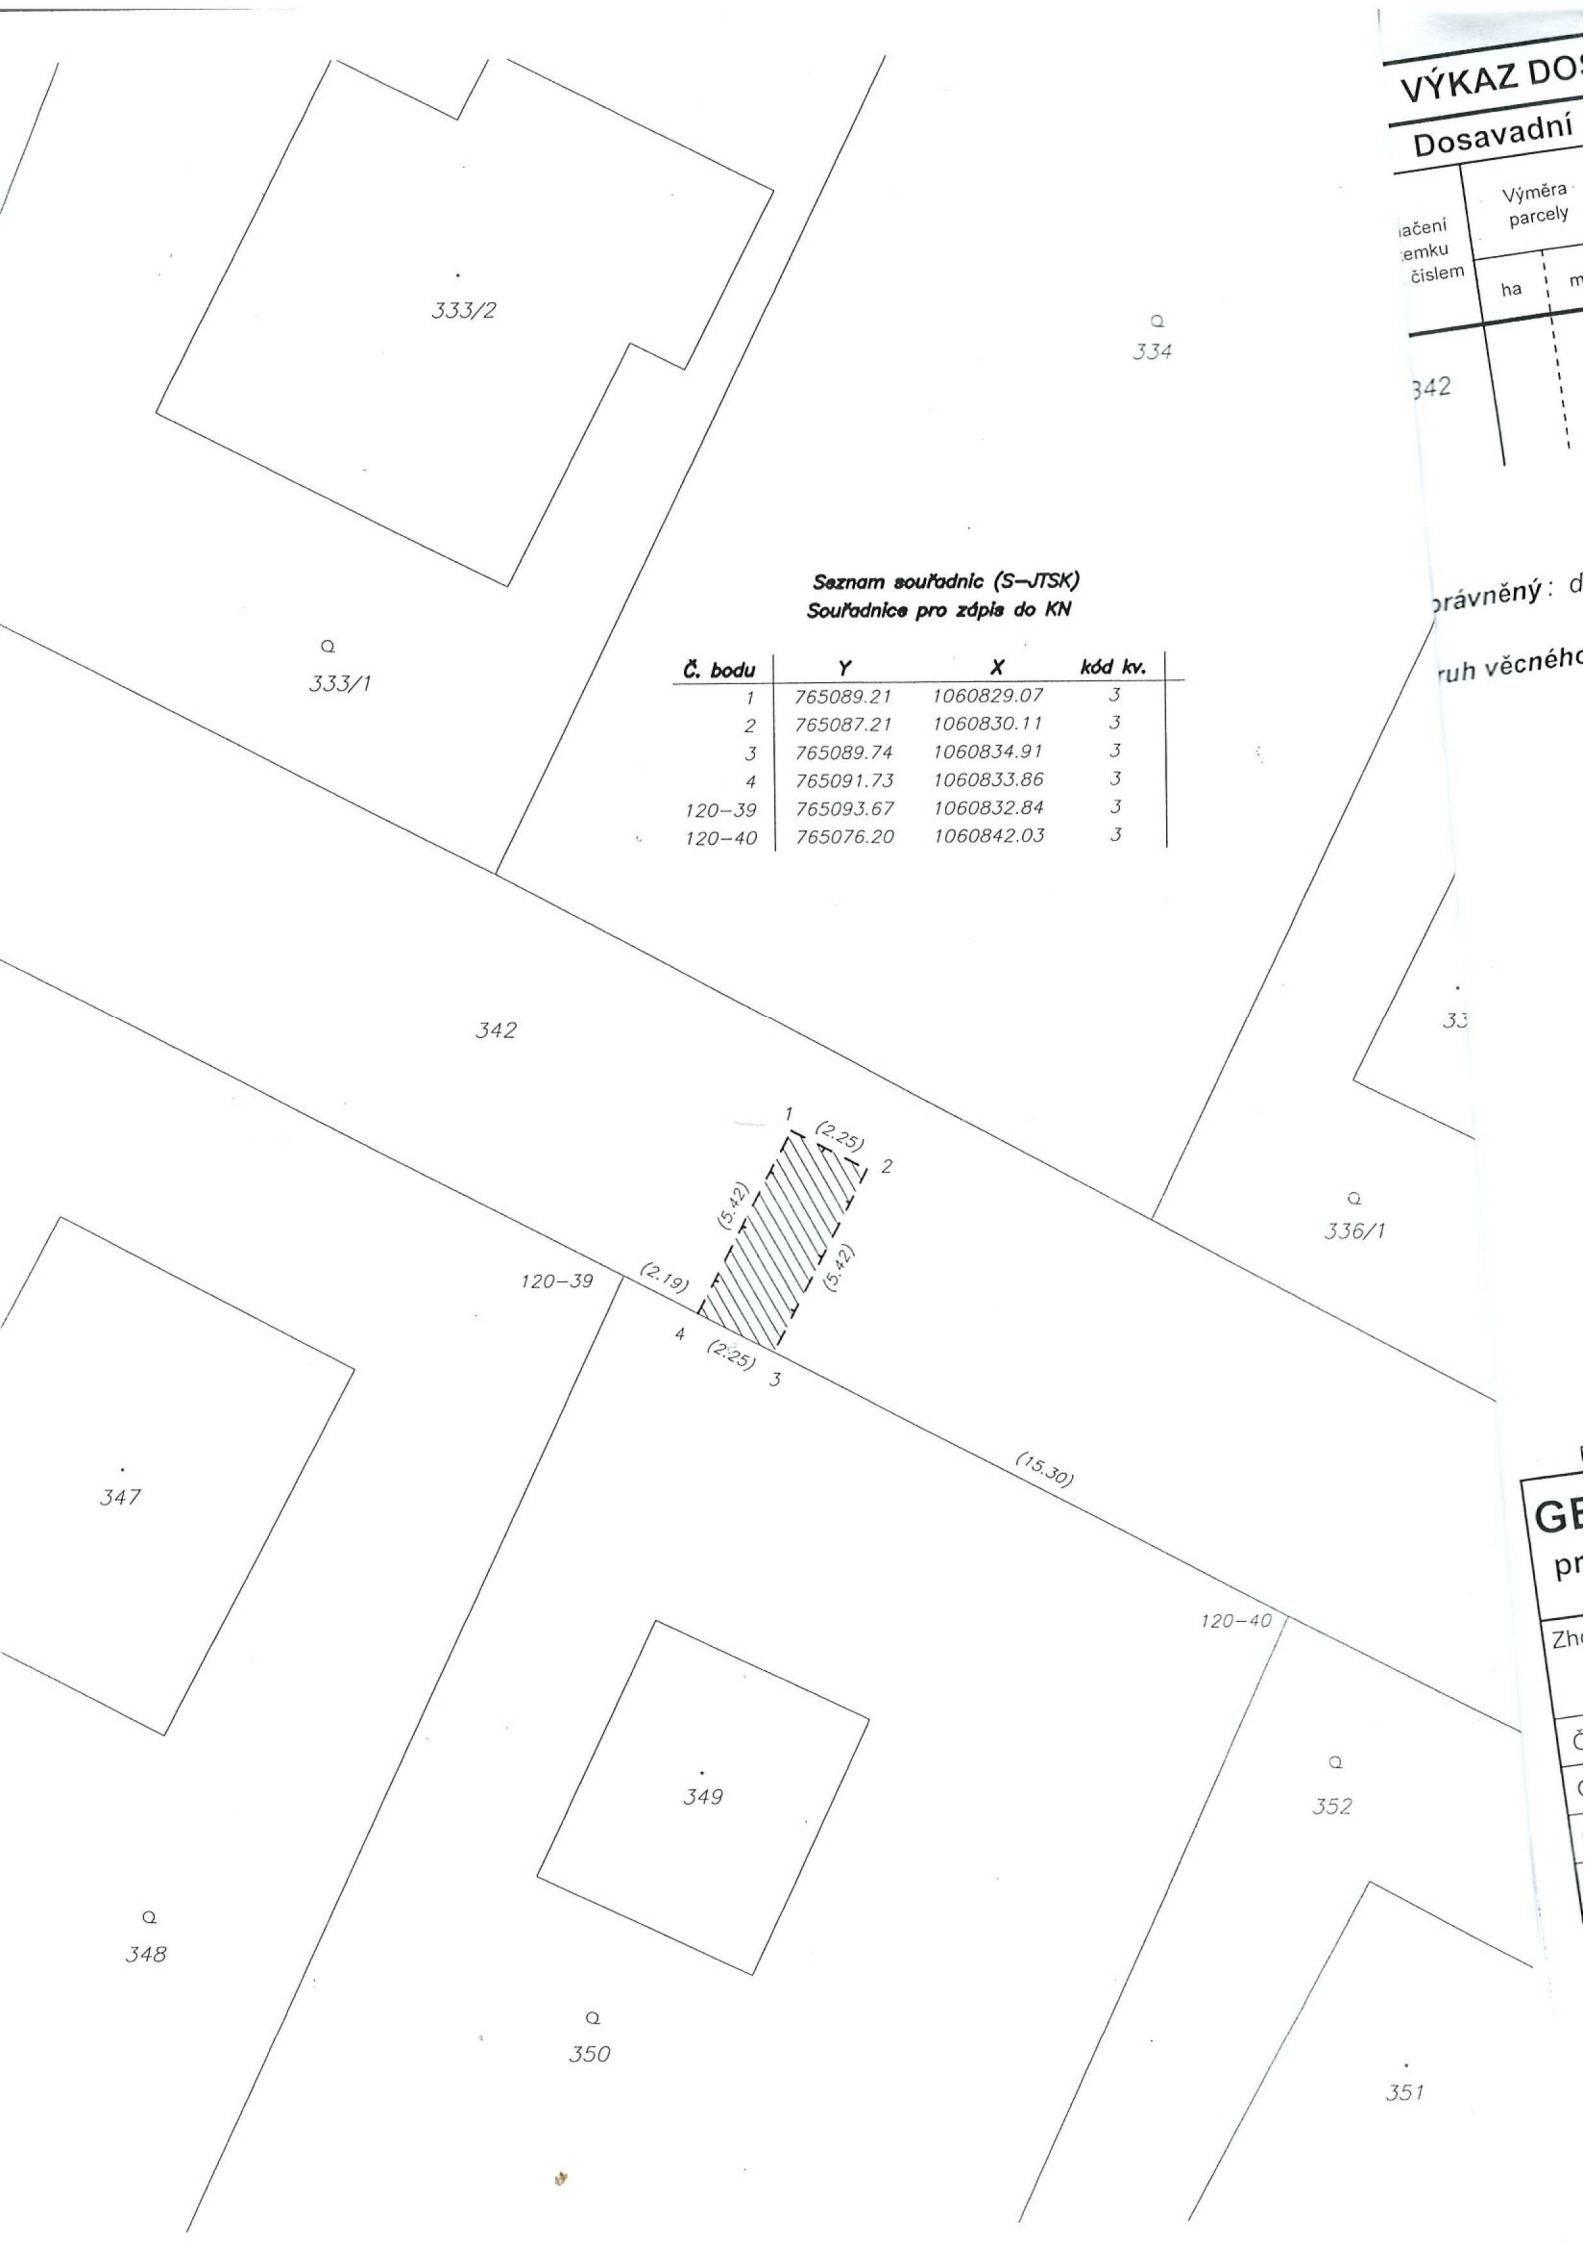 VÝKAZ DOS
Dosavadní
Výměra
parcely
ačení
emku
číslem
ha
m
342
právněný: d
ruh věcného
333/2
334
Seznam souřadnic (S-JTSK)
Souřadnice pro zápis do KN
Č. bodu Y X kód kv.
1 765089.21 1060829.07 3
2 765087.21 1060830.11 3
3 765089.74 1060834.91 3
4 765091.73 1060833.86 3
120-39 765093.67 1060832.84 3
120-40 765076.20 1060842.03 3
333/1
342
33
1
(2.25)
2
(5.42)
(5.42)
336/1
120-39
(2.19)
4
(2.25)
3
(15.30)
347
GE
pr
120-40
Zho
349
352
348
350
351